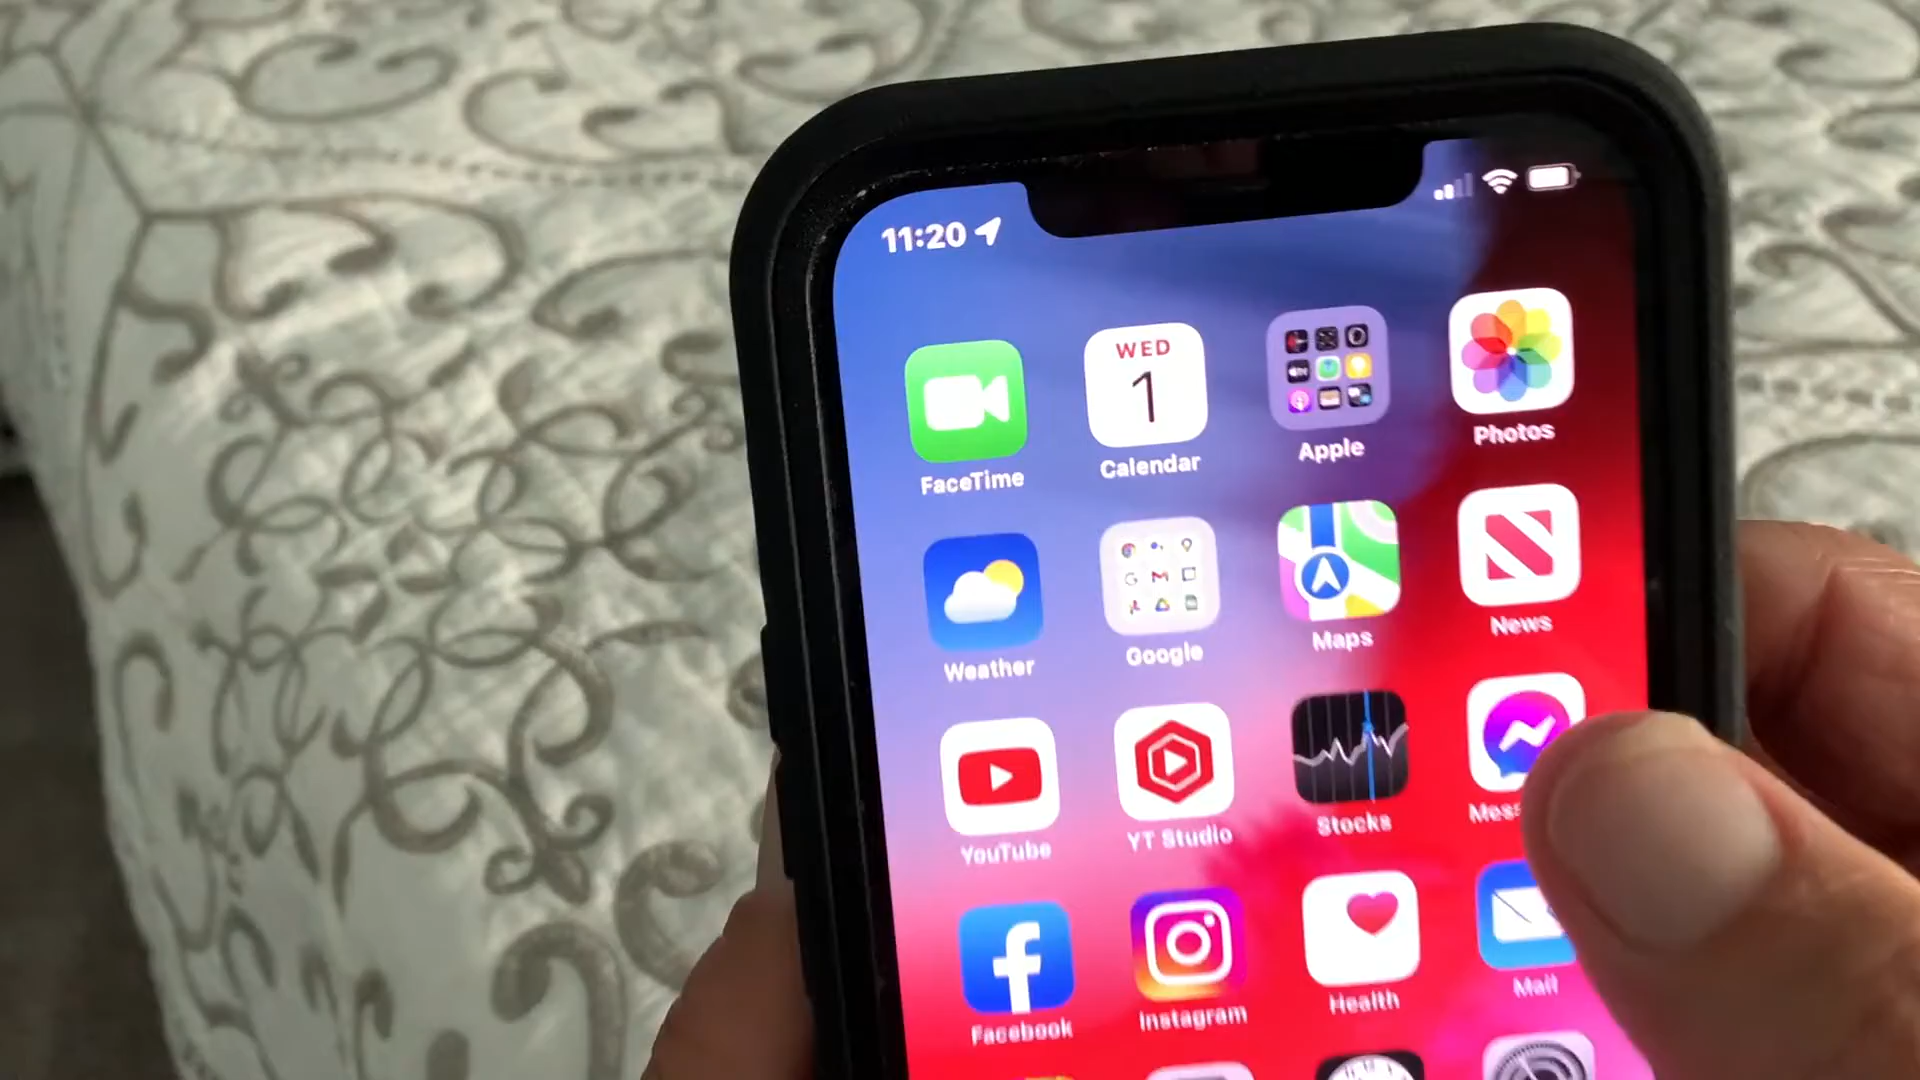 11:20
WED
1
FaceTime
Calendar
Apple
Photos
Weather
Google
Maps
News
YouTube
YT Studio
Stocks
Mess
Facebook
Instagram
Health
Mail